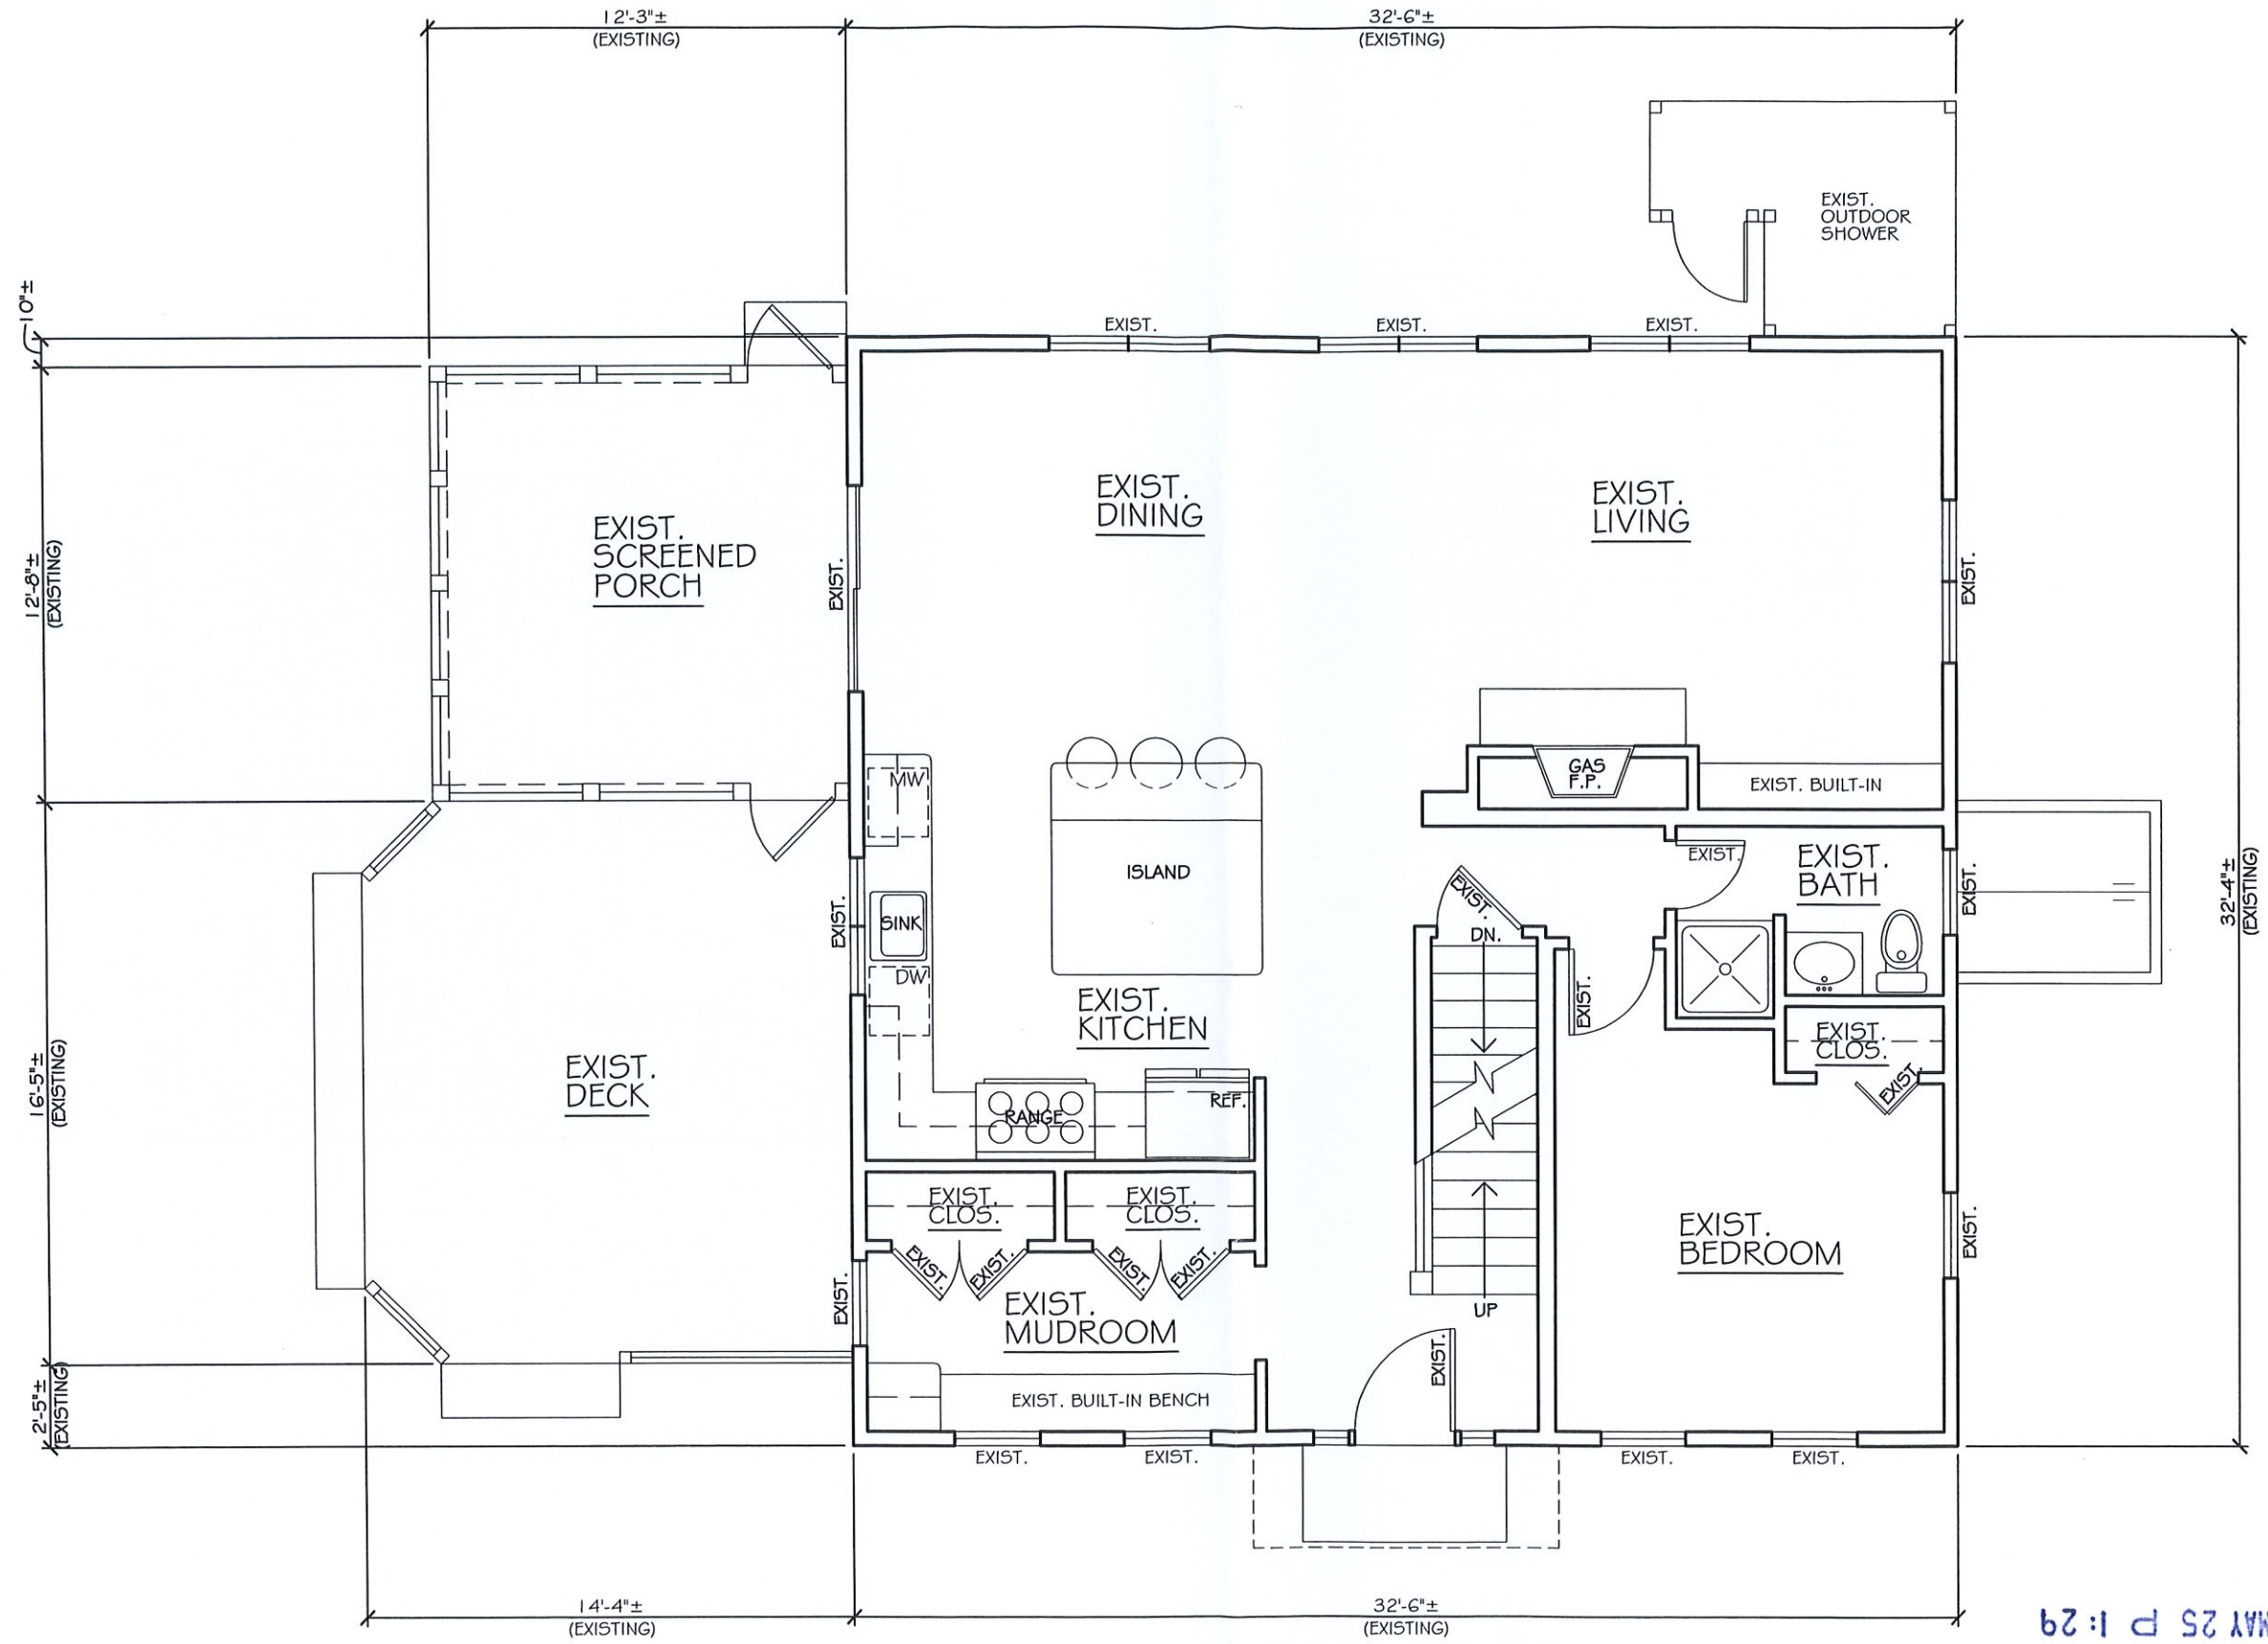 12'-3"±
(EXISTING)
32'-6"±
(EXISTING)
EXIST.
OUTDOOR
SHOWER
10"±
EXIST.
EXIST.
EXIST.
EXIST.
DINING
EXIST.
LIVING
EXIST.
SCREENED
PORCH
EXIST.
EXIST.
12'-8"±
(EXISTING)
GAS
F.P.
EXIST. BUILT-IN
MW
ISLAND
EXIST.
EXIST.
BATH
EXIST.
EXIST.
32'-4"±
(EXISTING)
SINK
EXIST.
DN.
DW
EXIST.
KITCHEN
EXIST.
EXIST.
CLOS.
EXIST.
EXIST.
DECK
16'-5"±
(EXISTING)
RANGE
REF.
EXIST.
CLOS.
EXIST.
CLOS.
EXIST.
BEDROOM
EXIST.
EXIST.
EXIST.
EXIST.
EXIST.
EXIST.
EXIST.
MUDROOM
UP
EXIST.
2'-5"±
(EXISTING)
EXIST. BUILT-IN BENCH
EXIST.
EXIST.
EXIST.
EXIST.
14'-4"±
(EXISTING)
32'-6"±
(EXISTING)
MAY 25 P 1:29